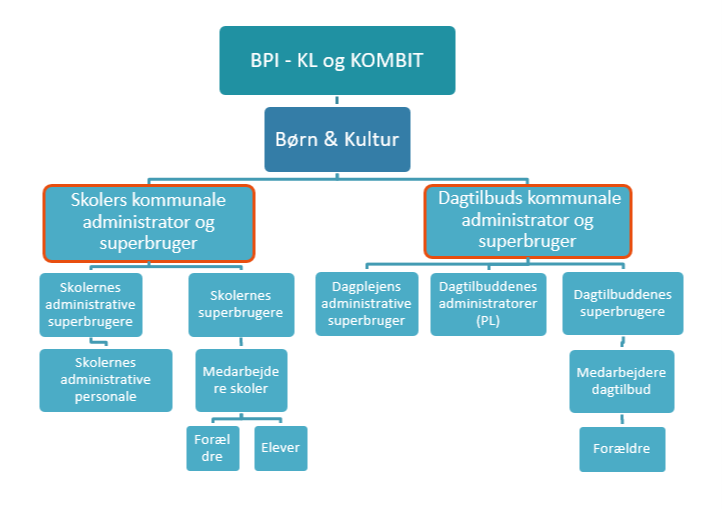 BPI - KL og KOMBIT
Børn & Kultur
Skolers kommunale
administrator og
superbruger
Dagtilbuds kommunale
administrator og
superbruger
Skolernes
administrative
superbrugere
Skolernes
superbrugere
Dagplejens
administrative
superbruger
Dagtilbuddenes
administratorer
(PL)
Dagtilbuddenes
superbrugere
Skolernes
administrative
personale
Medarbejde
re skoler
Medarbejdere
dagtilbud
Foræl
dre
Elever
Forældre